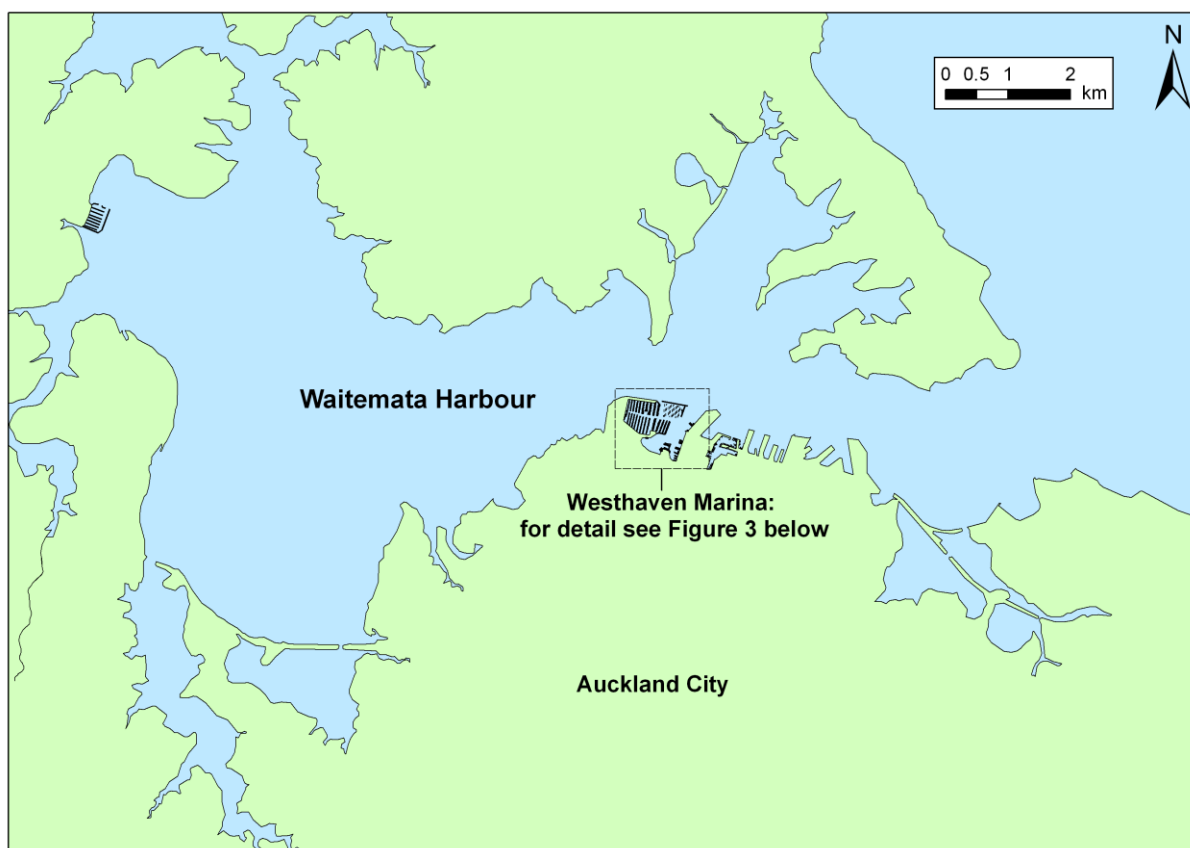 N
0 0.5 1 2
km
Waitemata Harbour
Westhaven Marina:
for detail see Figure 3 below
Auckland City